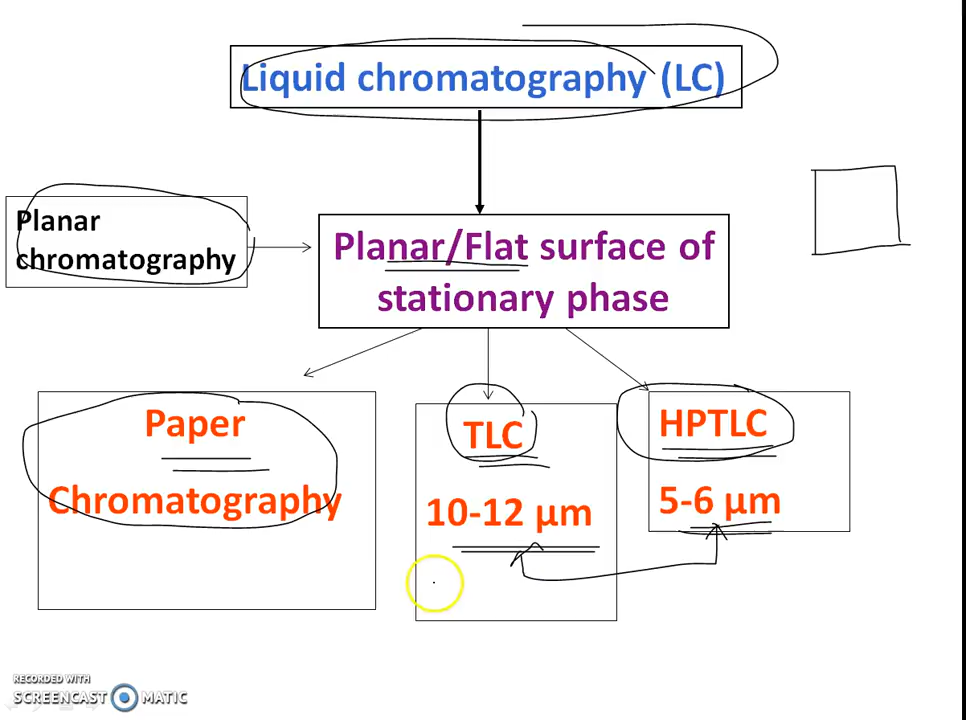 Liquid chromatography (LC)
Planar
chromatography
Planar/Flat surface of
stationary phase
Paper
Chromatography
TLC
10-12 μm
HPTLC
5-6 μm
RECORDED WITH
SCREENCAST MATIC